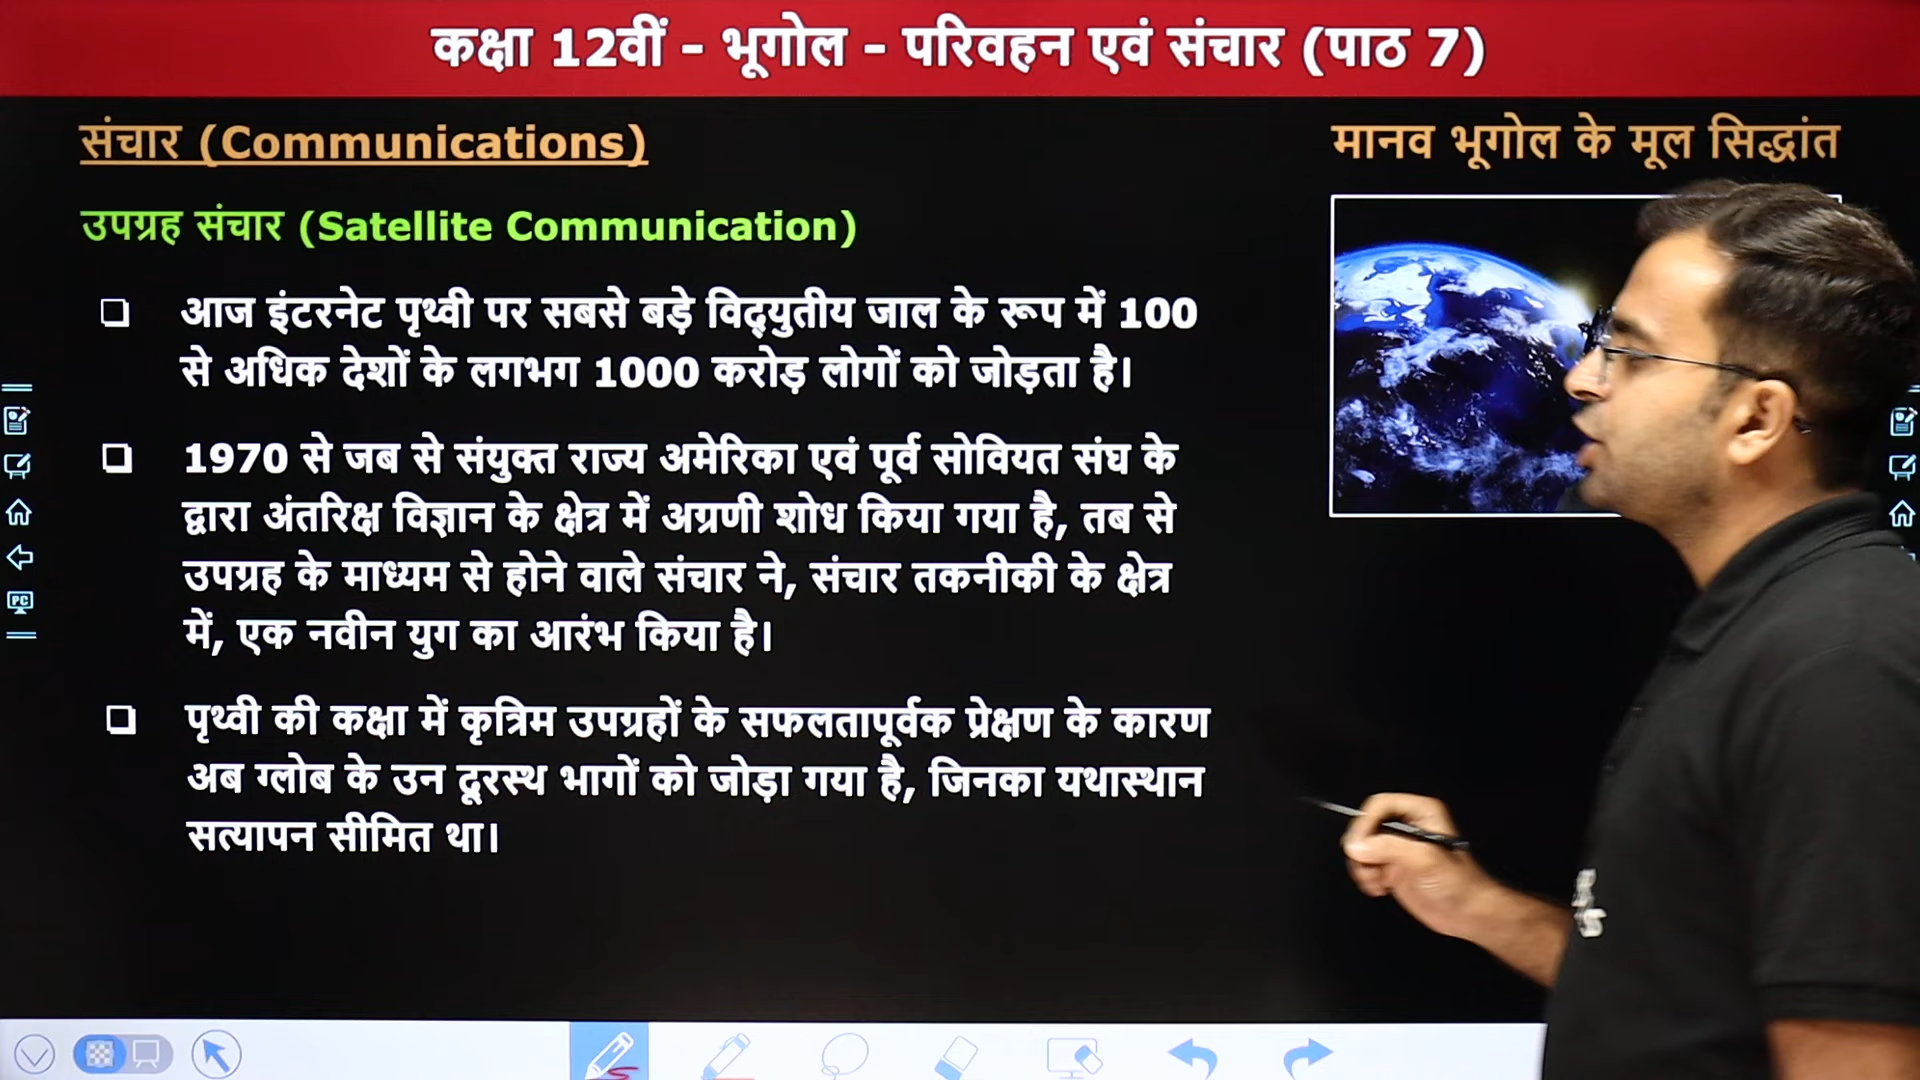 कक्षा 12वीं - भूगोल - परिवहन एवं संचार (पाठ 7)
संचार (Communications)
मानव भूगोल के मूल सिद्धांत
उपग्रह संचार (Satellite Communication)
आज इंटरनेट पृथ्वी पर सबसे बड़े विद्युतीय जाल के रूप में 100
से अधिक देशों के लगभग 1000 करोड़ लोगों को जोड़ता है।
1970 से जब से संयुक्त राज्य अमेरिका एवं पूर्व सोवियत संघ के
द्वारा अंतरिक्ष विज्ञान के क्षेत्र में अग्रणी शोध किया गया है, तब से
उपग्रह के माध्यम से होने वाले संचार ने, संचार तकनीकी के क्षेत्र
में, एक नवीन युग का आरंभ किया है।
पृथ्वी की कक्षा में कृत्रिम उपग्रहों के सफलतापूर्वक प्रेक्षण के कारण
अब ग्लोब के उन दूरस्थ भागों को जोड़ा गया है, जिनका यथास्थान
सत्यापन सीमित था।
PC